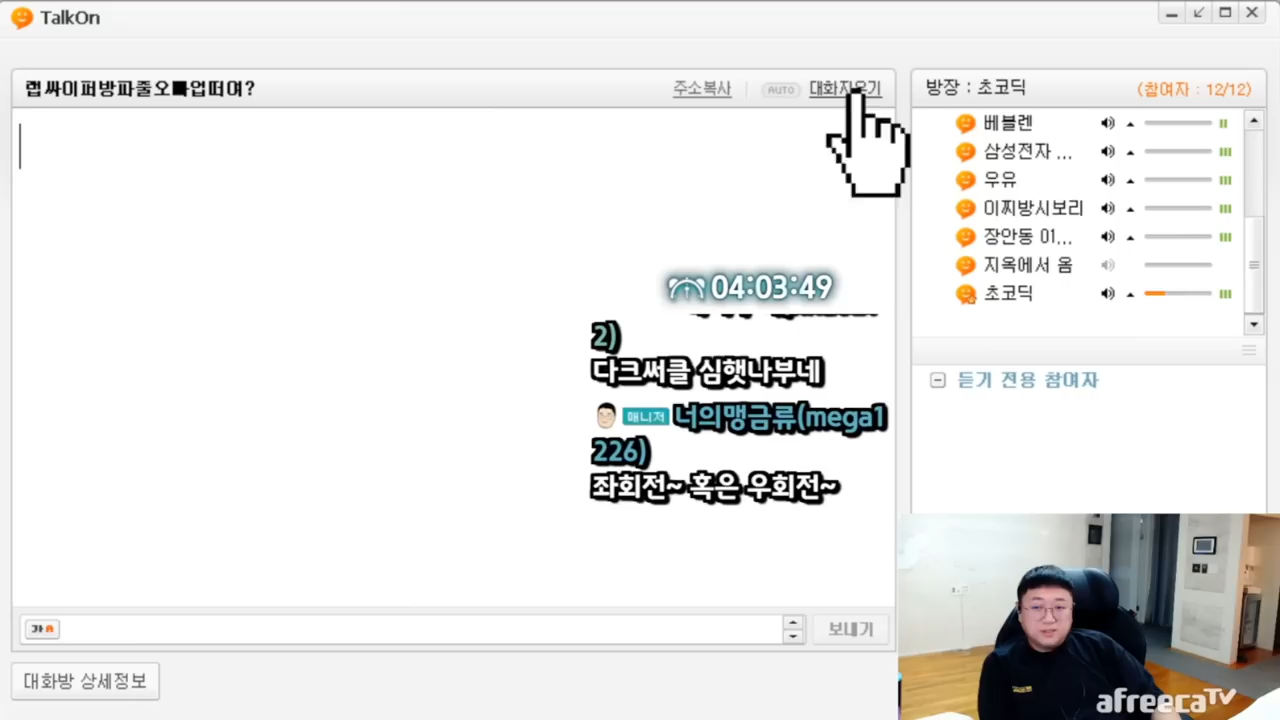 TalkOn
랩싸이퍼방파줄오빠업떠여?
주소복사
AUTO
대화지우기
방장 : 초코딕
(참여자 : 12/12)
베블렌
삼성전자 ...
우유
이찌방시보리
장안동 01...
지옥에서 옴
초코딕
04:03:49
2)
다크써클 심햇나부네
매니저 너의맹금류(mega1
226)
좌회전~ 혹은 우회전~
듣기 전용 참여자
가
보내기
대화방 상세정보
afreecaTV